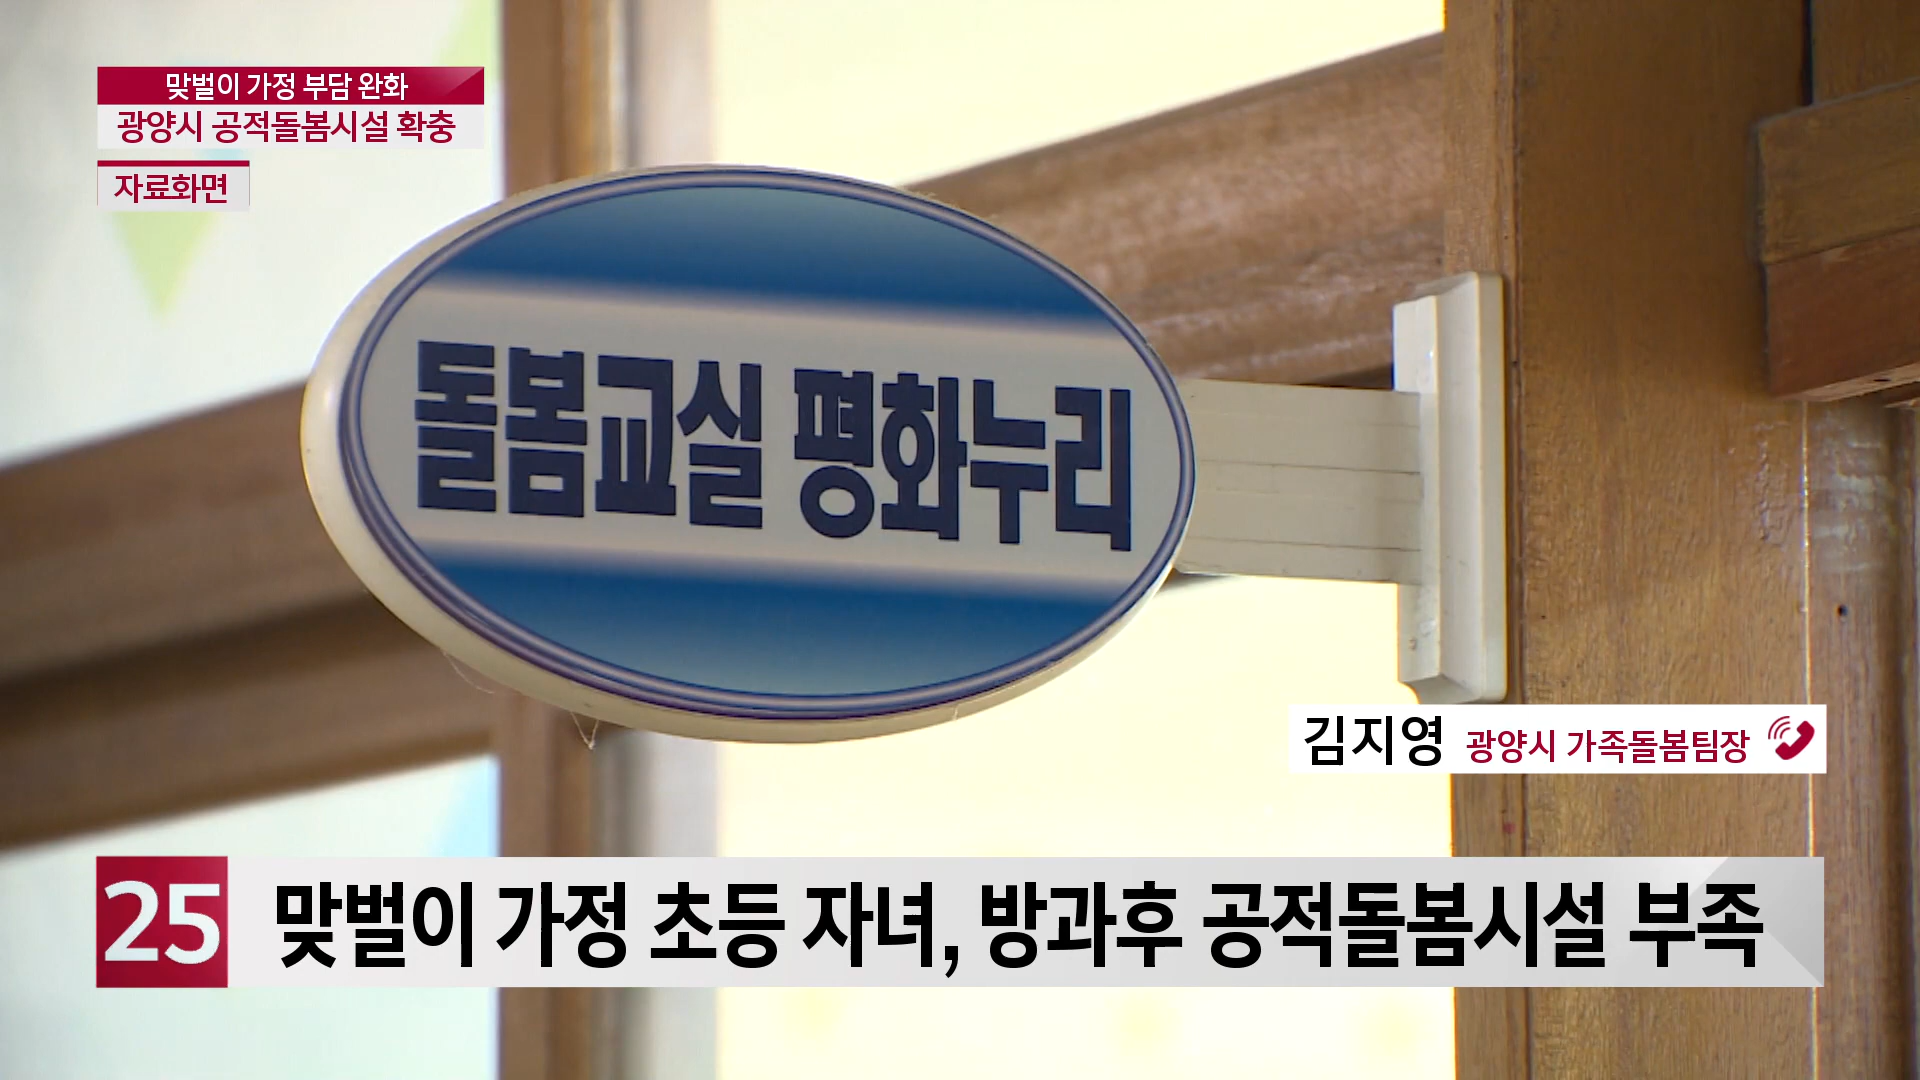 맞벌이 가정 부담 완화
광양시 공적돌봄시설 확충
자료화면
돌봄교실 평화누리
김지영 광양시 가족돌봄팀장
25 맞벌이 가정 초등 자녀, 방과후 공적돌봄시설 부족